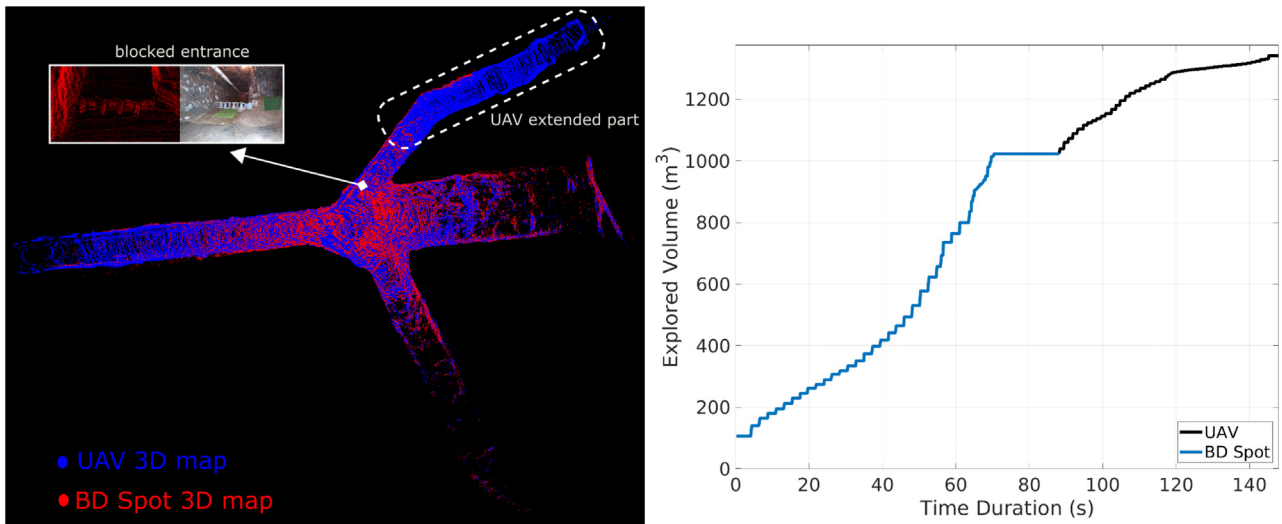 blocked entrance
UAV extended part
UAV 3D map
BD Spot 3D map
Explored Volume (m³)
1200
1000
800
600
400
200
0
0 20 40 60 80 100 120 140
Time Duration (s)
UAV
BD Spot